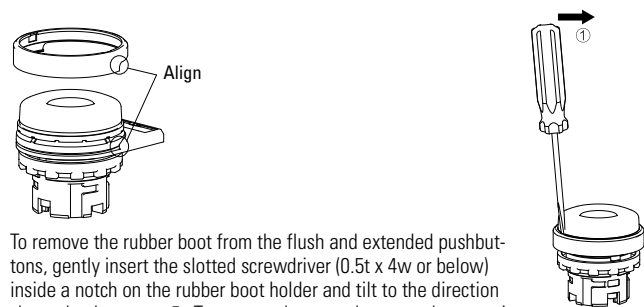 ①
Align
To remove the rubber boot from the flush and extended pushbut-
tons, gently insert the slotted screwdriver (0.5t x 4w or below)
inside a notch on the rubber boot holder and tilt to the direction